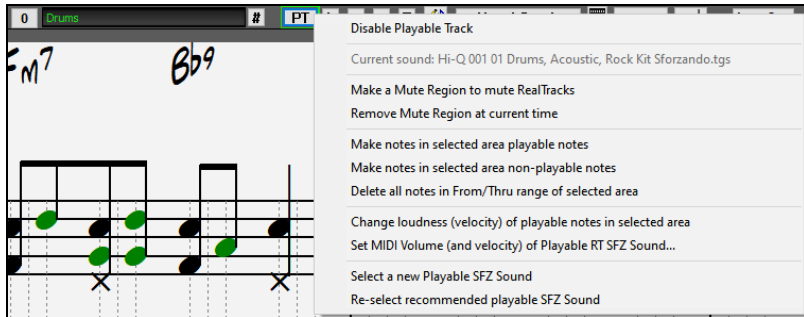 0 Drums # PT
Disable Playable Track
Current sound: Hi-Q 001 01 Drums, Acoustic, Rock Kit Sforzando.tgs
Fm7 Bb9
Make a Mute Region to mute RealTracks
Remove Mute Region at current time
Make notes in selected area playable notes
Make notes in selected area non-playable notes
Delete all notes in From/Thru range of selected area
Change loudness (velocity) of playable notes in selected area
Set MIDI Volume (and velocity) of Playable RT SFZ Sound...
Select a new Playable SFZ Sound
Re-select recommended playable SFZ Sound